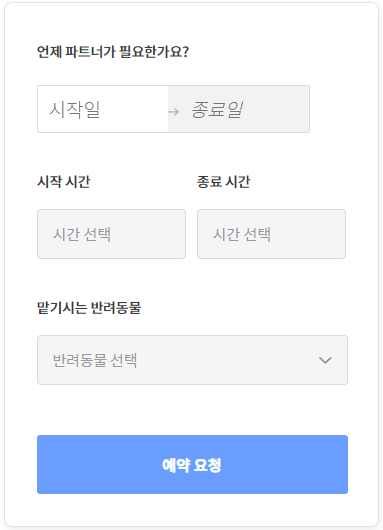 언제 파트너가 필요한가요?
시작일 → 종료일
시작 시간 종료 시간
시간 선택 시간 선택
맡기시는 반려동물
반려동물 선택
예약 요청